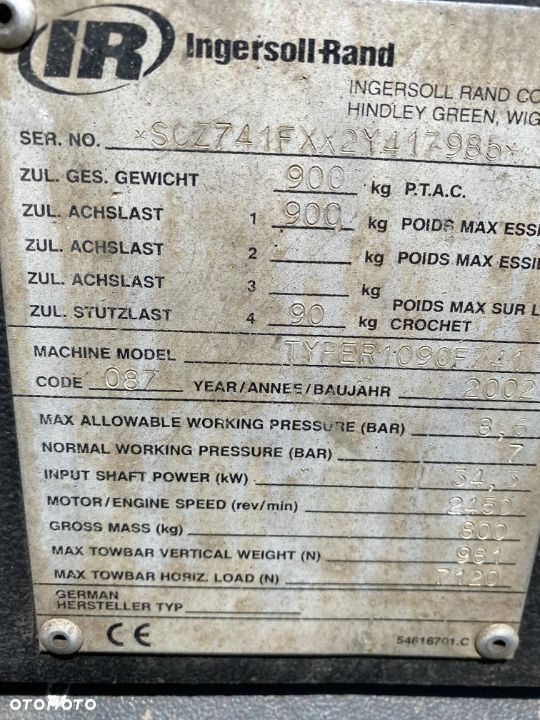 IR Ingersoll-Rand
INGERSOLL RAND CO
HINDLEY GREEN, WIG
SER. NO. *SCZ741FXX2Y417985*
ZUL. GES. GEWICHT 900 kg P.T.A.C.
ZUL. ACHSLAST 1 900 kg POIDS MAX ESSI
ZUL. ACHSLAST 2 kg POIDS MAX ESSIE
ZUL. ACHSLAST 3 kg
ZUL. STUTZLAST 4 90 kg POIDS MAX SUR L
CROCHET
MACHINE MODEL TYPER1090F741
CODE 087 YEAR/ANNEE/BAUJAHR 2002
MAX ALLOWABLE WORKING PRESSURE (BAR) 8,6
NORMAL WORKING PRESSURE (BAR) 7
INPUT SHAFT POWER (kW) 34,3
MOTOR/ENGINE SPEED (rev/min) 2450
GROSS MASS (kg) 800
MAX TOWBAR VERTICAL WEIGHT (N) 981
MAX TOWBAR HORIZ. LOAD (N) 7120
GERMAN
HERSTELLER TYP
CE 54616701.C
OTOMOTO OTOMOTO